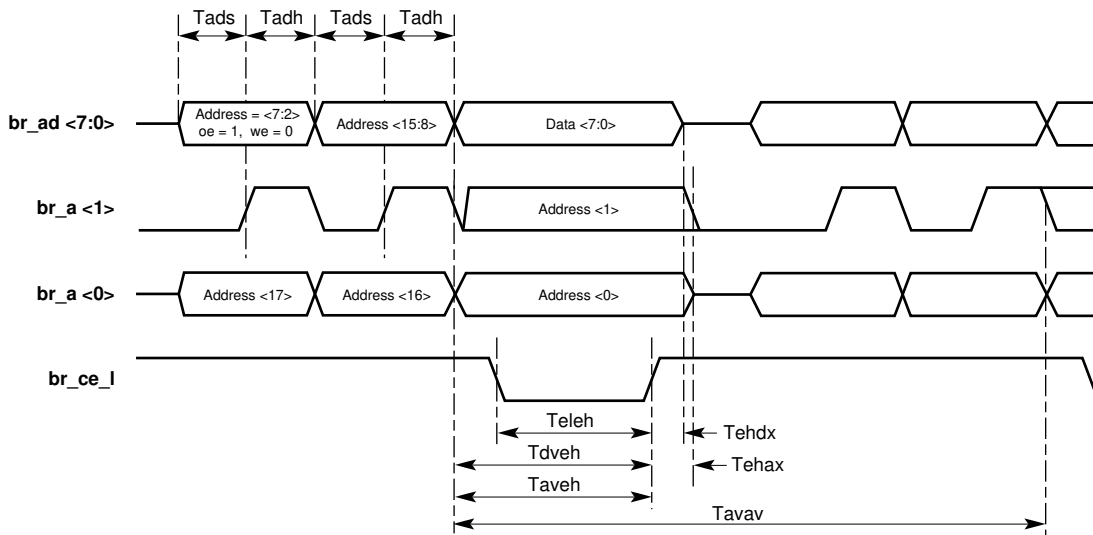 Tads Tadh Tads Tadh
br_ad <7:0>
Address = <7:2>
oe = 1, we = 0
Address <15:8>
Data <7:0>
br_a <1>
Address <1>
br_a <0>
Address <17>
Address <16>
Address <0>
br_ce_l
Teleh
Tehdx
Tdveh
Tehax
Taveh
Tavav